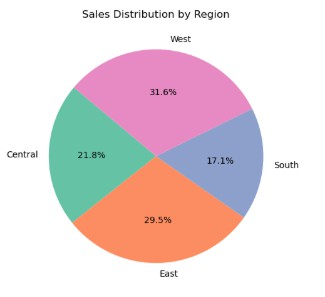 Sales Distribution by Region
West
31.6%
Central
21.8%
17.1%
South
29.5%
East